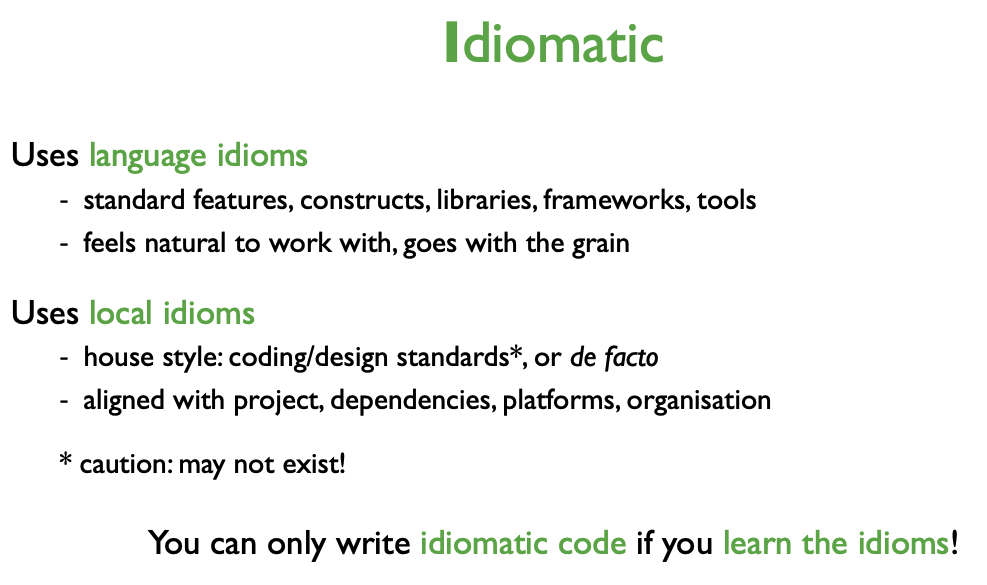 Idiomatic
Uses language idioms
- standard features, constructs, libraries, frameworks, tools
- feels natural to work with, goes with the grain
Uses local idioms
- house style: coding/design standards*, or de facto
- aligned with project, dependencies, platforms, organisation
* caution: may not exist!
You can only write idiomatic code if you learn the idioms!